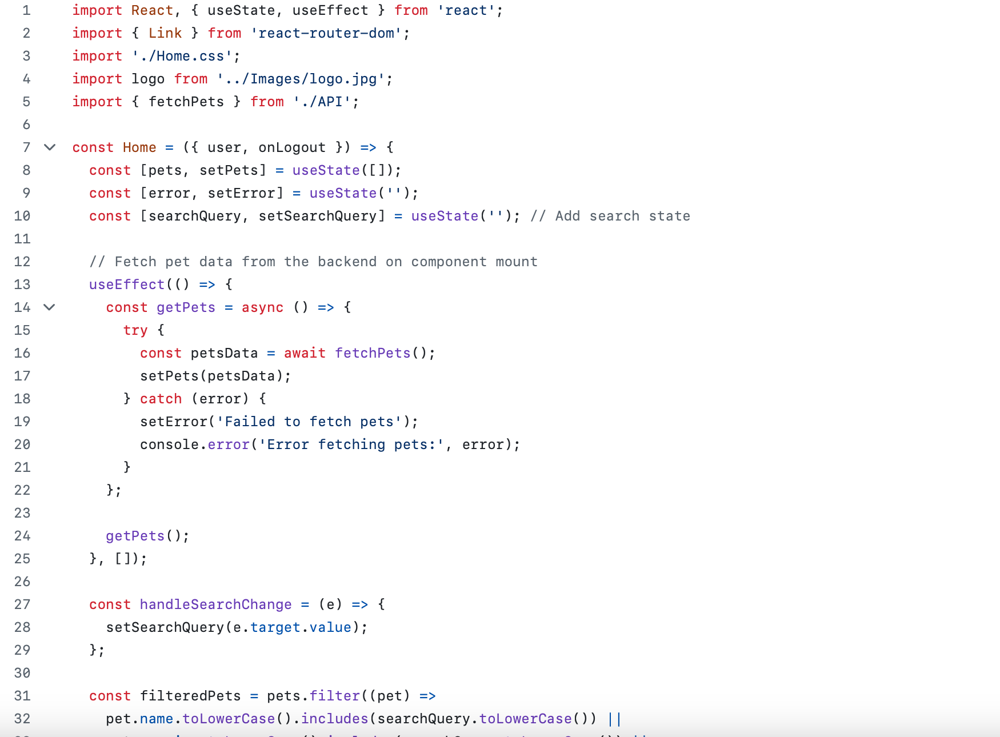 1 import React, { useState, useEffect } from 'react';
2 import { Link } from 'react-router-dom';
3 import './Home.css';
4 import logo from '../Images/logo.jpg';
5 import { fetchPets } from './API';
6
7 const Home = ({ user, onLogout }) => {
8   const [pets, setPets] = useState([]);
9   const [error, setError] = useState('');
10   const [searchQuery, setSearchQuery] = useState(''); // Add search state
11
12   // Fetch pet data from the backend on component mount
13   useEffect(() => {
14     const getPets = async () => {
15       try {
16         const petsData = await fetchPets();
17         setPets(petsData);
18       } catch (error) {
19         setError('Failed to fetch pets');
20         console.error('Error fetching pets:', error);
21       }
22     };
23
24     getPets();
25   }, []);
26
27   const handleSearchChange = (e) => {
28     setSearchQuery(e.target.value);
29   };
30
31   const filteredPets = pets.filter((pet) =>
32     pet.name.toLowerCase().includes(searchQuery.toLowerCase()) ||